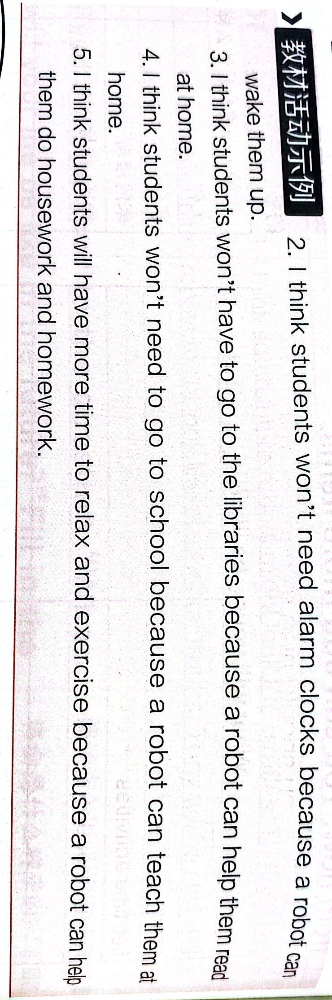 教材活动示例 2. I think students won't need alarm clocks because a robot can
wake them up.
3. I think students won't have to go to the libraries because a robot can help them read
at home.
4. I think students won't need to go to school because a robot can teach them at
home.
5. I think students will have more time to relax and exercise because a robot can help
them do housework and homework.